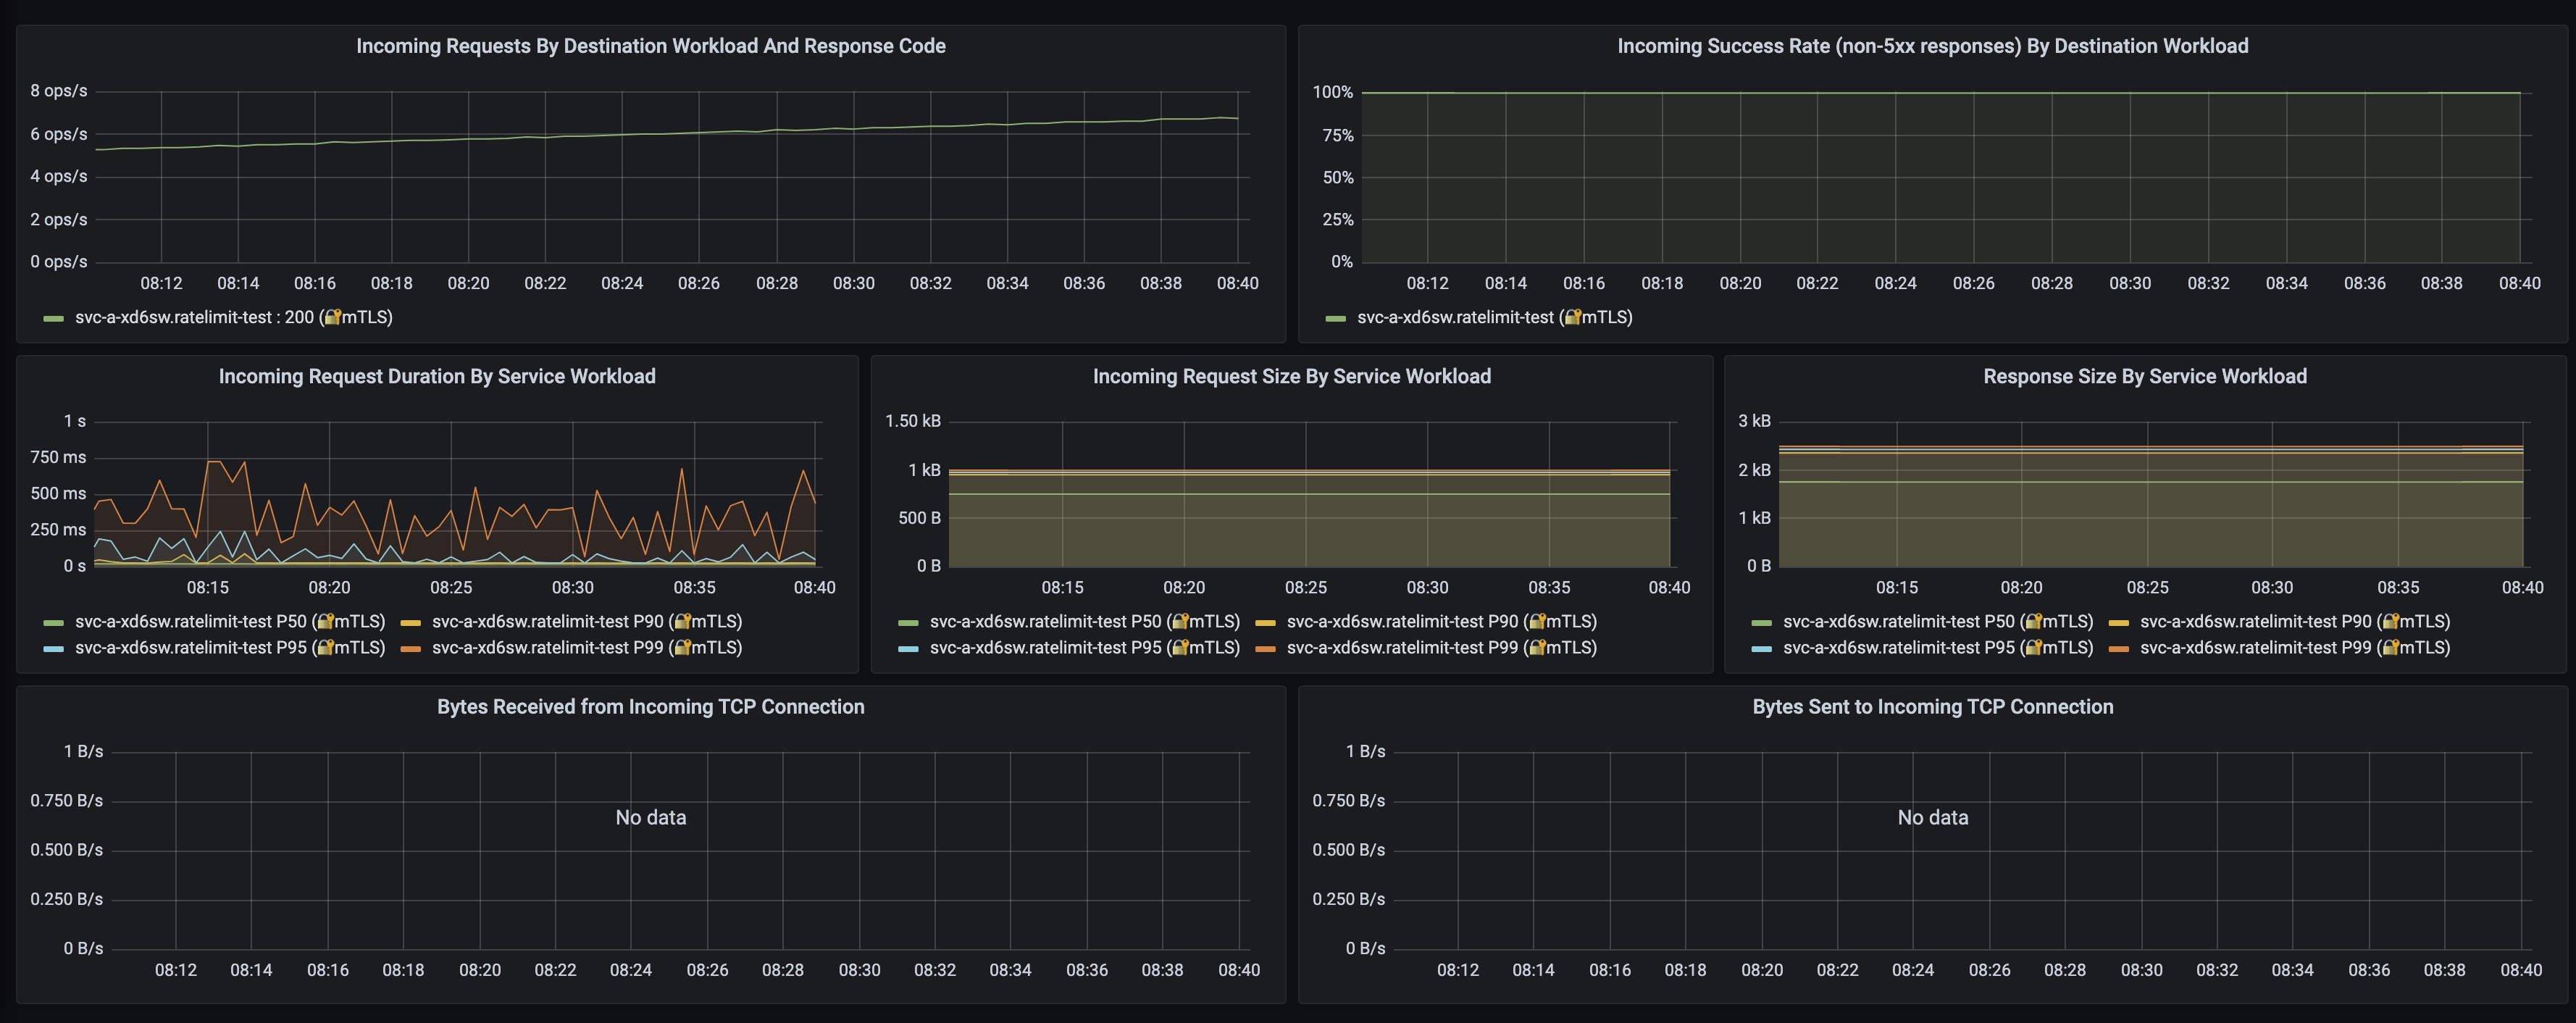 Incoming Requests By Destination Workload And Response Code
8 ops/s
6 ops/s
4 ops/s
2 ops/s
0 ops/s
08:12 08:14 08:16 08:18 08:20 08:22 08:24 08:26 08:28 08:30 08:32 08:34 08:36 08:38 08:40
svc-a-xd6sw.ratelimit-test : 200 (🔐mTLS)
Incoming Success Rate (non-5xx responses) By Destination Workload
100%
75%
50%
25%
0%
08:12 08:14 08:16 08:18 08:20 08:22 08:24 08:26 08:28 08:30 08:32 08:34 08:36 08:38 08:40
svc-a-xd6sw.ratelimit-test (🔐mTLS)
Incoming Request Duration By Service Workload
1 s
750 ms
500 ms
250 ms
0 s
08:15 08:20 08:25 08:30 08:35 08:40
svc-a-xd6sw.ratelimit-test P50 (🔐mTLS) svc-a-xd6sw.ratelimit-test P90 (🔐mTLS)
svc-a-xd6sw.ratelimit-test P95 (🔐mTLS) svc-a-xd6sw.ratelimit-test P99 (🔐mTLS)
Incoming Request Size By Service Workload
1.50 kB
1 kB
500 B
0 B
08:15 08:20 08:25 08:30 08:35 08:40
svc-a-xd6sw.ratelimit-test P50 (🔐mTLS) svc-a-xd6sw.ratelimit-test P90 (🔐mTLS)
svc-a-xd6sw.ratelimit-test P95 (🔐mTLS) svc-a-xd6sw.ratelimit-test P99 (🔐mTLS)
Response Size By Service Workload
3 kB
2 kB
1 kB
0 B
08:15 08:20 08:25 08:30 08:35 08:40
svc-a-xd6sw.ratelimit-test P50 (🔐mTLS) svc-a-xd6sw.ratelimit-test P90 (🔐mTLS)
svc-a-xd6sw.ratelimit-test P95 (🔐mTLS) svc-a-xd6sw.ratelimit-test P99 (🔐mTLS)
Bytes Received from Incoming TCP Connection
1 B/s
0.750 B/s
No data
0.500 B/s
0.250 B/s
0 B/s
08:12 08:14 08:16 08:18 08:20 08:22 08:24 08:26 08:28 08:30 08:32 08:34 08:36 08:38 08:40
Bytes Sent to Incoming TCP Connection
1 B/s
0.750 B/s
No data
0.500 B/s
0.250 B/s
0 B/s
08:12 08:14 08:16 08:18 08:20 08:22 08:24 08:26 08:28 08:30 08:32 08:34 08:36 08:38 08:40